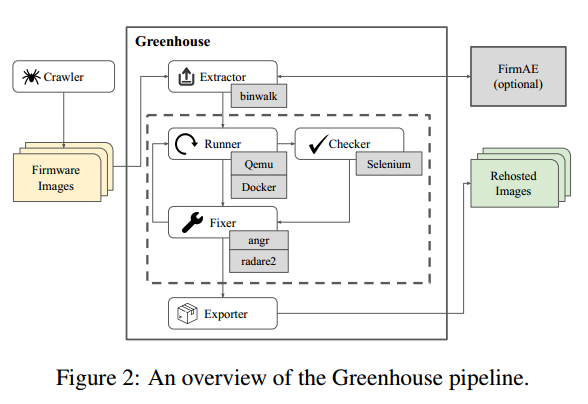 Greenhouse
Crawler
Extractor
binwalk
FirmAE
(optional)
Runner
Qemu
Docker
Checker
Selenium
Firmware
Images
Rehosted
Images
Fixer
angr
radare2
Exporter
Figure 2: An overview of the Greenhouse pipeline.